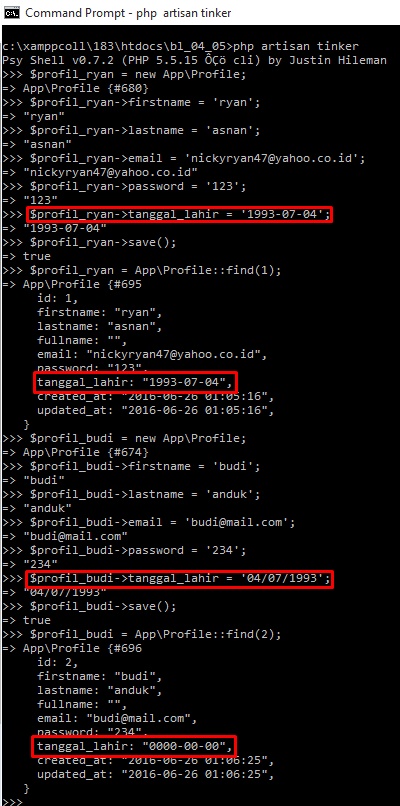 Command Prompt - php  artisan tinker
c:\xamppcoll\183\htdocs\bl_04_05>php artisan tinker
Psy Shell v0.7.2 (PHP 5.5.15 ÔÇö cli) by Justin Hileman
>>> $profil_ryan = new App\Profile;
=> App\Profile {#680}
>>> $profil_ryan->firstname = 'ryan';
=> "ryan"
>>> $profil_ryan->lastname = 'asnan';
=> "asnan"
>>> $profil_ryan->email = 'nickyryan47@yahoo.co.id';
=> "nickyryan47@yahoo.co.id"
>>> $profil_ryan->password = '123';
=> "123"
>>> $profil_ryan->tanggal_lahir = '1993-07-04';
=> "1993-07-04"
>>> $profil_ryan->save();
=> true
>>> $profil_ryan = App\Profile::find(1);
=> App\Profile {#695
     id: 1,
     firstname: "ryan",
     lastname: "asnan",
     fullname: "",
     email: "nickyryan47@yahoo.co.id",
     password: "123",
     tanggal_lahir: "1993-07-04",
     created_at: "2016-06-26 01:05:16",
     updated_at: "2016-06-26 01:05:16",
   }
>>> $profil_budi = new App\Profile;
=> App\Profile {#674}
>>> $profil_budi->firstname = 'budi';
=> "budi"
>>> $profil_budi->lastname = 'anduk';
=> "anduk"
>>> $profil_budi->email = 'budi@mail.com';
=> "budi@mail.com"
>>> $profil_budi->password = '234';
=> "234"
>>> $profil_budi->tanggal_lahir = '04/07/1993';
=> "04/07/1993"
>>> $profil_budi->save();
=> true
>>> $profil_budi = App\Profile::find(2);
=> App\Profile {#696
     id: 2,
     firstname: "budi",
     lastname: "anduk",
     fullname: "",
     email: "budi@mail.com",
     password: "234",
     tanggal_lahir: "0000-00-00",
     created_at: "2016-06-26 01:06:25",
     updated_at: "2016-06-26 01:06:25",
   }
>>>